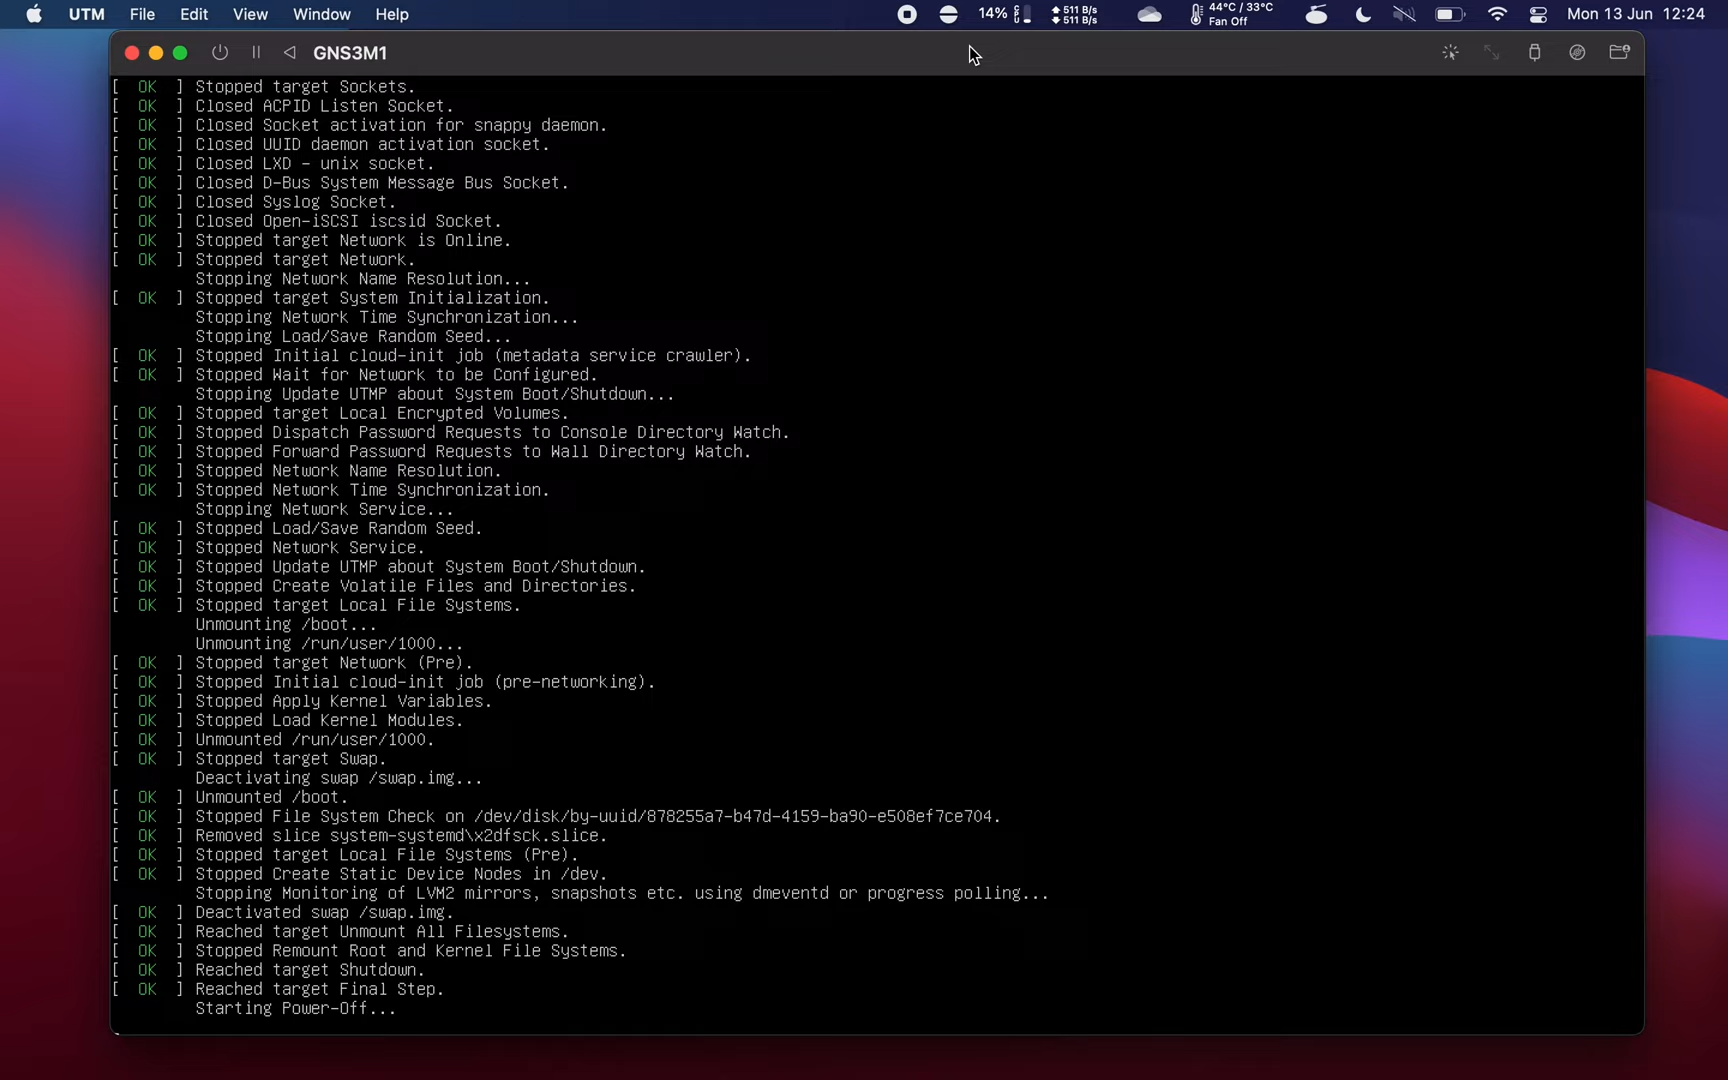 UTM File Edit View Window Help 14% 511 B/s 511 B/s 44°C / 33°C Fan Off Mon 13 Jun 12:24
GNS3M1
[ OK ] Stopped target Sockets.
[ OK ] Closed ACPID Listen Socket.
[ OK ] Closed Socket activation for snappy daemon.
[ OK ] Closed UUID daemon activation socket.
[ OK ] Closed LXD - unix socket.
[ OK ] Closed D-Bus System Message Bus Socket.
[ OK ] Closed Syslog Socket.
[ OK ] Closed Open-iSCSI iscsid Socket.
[ OK ] Stopped target Network is Online.
[ OK ] Stopped target Network.
Stopping Network Name Resolution...
[ OK ] Stopped target System Initialization.
Stopping Network Time Synchronization...
Stopping Load/Save Random Seed...
[ OK ] Stopped Initial cloud-init job (metadata service crawler).
[ OK ] Stopped Wait for Network to be Configured.
Stopping Update UTMP about System Boot/Shutdown...
[ OK ] Stopped target Local Encrypted Volumes.
[ OK ] Stopped Dispatch Password Requests to Console Directory Watch.
[ OK ] Stopped Forward Password Requests to Wall Directory Watch.
[ OK ] Stopped Network Name Resolution.
[ OK ] Stopped Network Time Synchronization.
Stopping Network Service...
[ OK ] Stopped Load/Save Random Seed.
[ OK ] Stopped Network Service.
[ OK ] Stopped Update UTMP about System Boot/Shutdown.
[ OK ] Stopped Create Volatile Files and Directories.
[ OK ] Stopped target Local File Systems.
Unmounting /boot...
Unmounting /run/user/1000...
[ OK ] Stopped target Network (Pre).
[ OK ] Stopped Initial cloud-init job (pre-networking).
[ OK ] Stopped Apply Kernel Variables.
[ OK ] Stopped Load Kernel Modules.
[ OK ] Unmounted /run/user/1000.
[ OK ] Stopped target Swap.
Deactivating swap /swap.img...
[ OK ] Unmounted /boot.
[ OK ] Stopped File System Check on /dev/disk/by-uuid/878255a7-b47d-4159-ba90-e508ef7ce704.
[ OK ] Removed slice system-systemd\x2dfsck.slice.
[ OK ] Stopped target Local File Systems (Pre).
[ OK ] Stopped Create Static Device Nodes in /dev.
Stopping Monitoring of LVM2 mirrors, snapshots etc. using dmeventd or progress polling...
[ OK ] Deactivated swap /swap.img.
[ OK ] Reached target Unmount All Filesystems.
[ OK ] Stopped Remount Root and Kernel File Systems.
[ OK ] Reached target Shutdown.
[ OK ] Reached target Final Step.
Starting Power-Off...